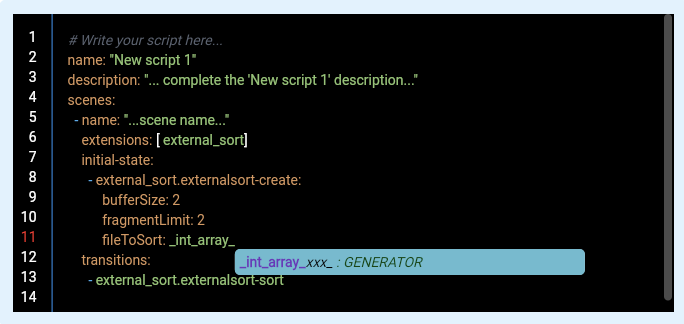 1 # Write your script here...
2 name: "New script 1"
3 description: "... complete the 'New script 1' description..."
4 scenes:
5 - name: "...scene name..."
6 extensions: [ external_sort]
7 initial-state:
8 - external_sort.externalsort-create:
9 bufferSize: 2
10 fragmentLimit: 2
11 fileToSort: _int_array_
_int_array_xxx_ : GENERATOR
12 transitions:
13 - external_sort.externalsort-sort
14